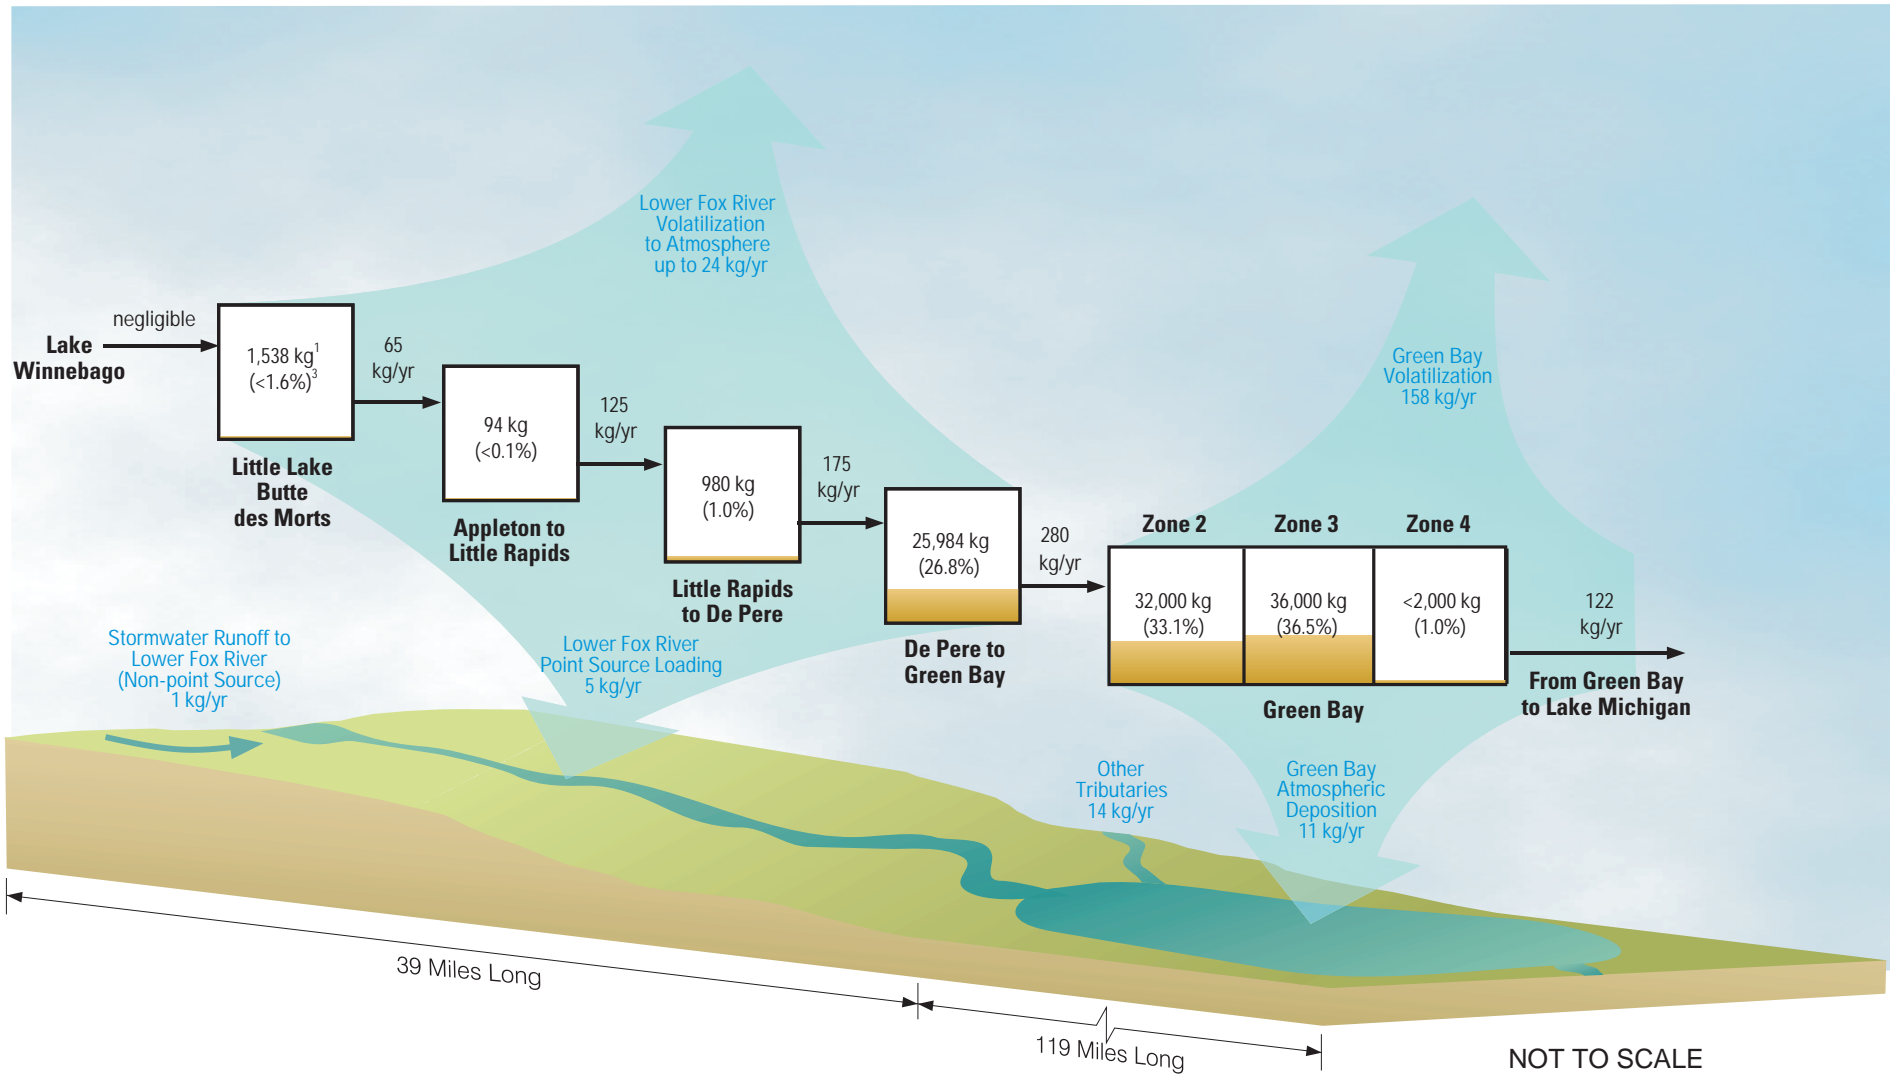 Lower Fox River
Volatilization
to Atmosphere
up to 24 kg/yr
Green Bay
Volatilization
158 kg/yr
negligible
Lake
Winnebago
1,538 kg¹
(<1.6%)³
Little Lake
Butte
des Morts
65
kg/yr
94 kg
(<0.1%)
Appleton to
Little Rapids
125
kg/yr
980 kg
(1.0%)
Little Rapids
to De Pere
175
kg/yr
25,984 kg
(26.8%)
De Pere to
Green Bay
280
kg/yr
Zone 2
Zone 3
Zone 4
32,000 kg
(33.1%)
36,000 kg
(36.5%)
<2,000 kg
(1.0%)
Green Bay
122
kg/yr
From Green Bay
to Lake Michigan
Stormwater Runoff to
Lower Fox River
(Non-point Source)
1 kg/yr
Lower Fox River
Point Source Loading
5 kg/yr
Other
Tributaries
14 kg/yr
Green Bay
Atmospheric
Deposition
11 kg/yr
39 Miles Long
119 Miles Long
NOT TO SCALE